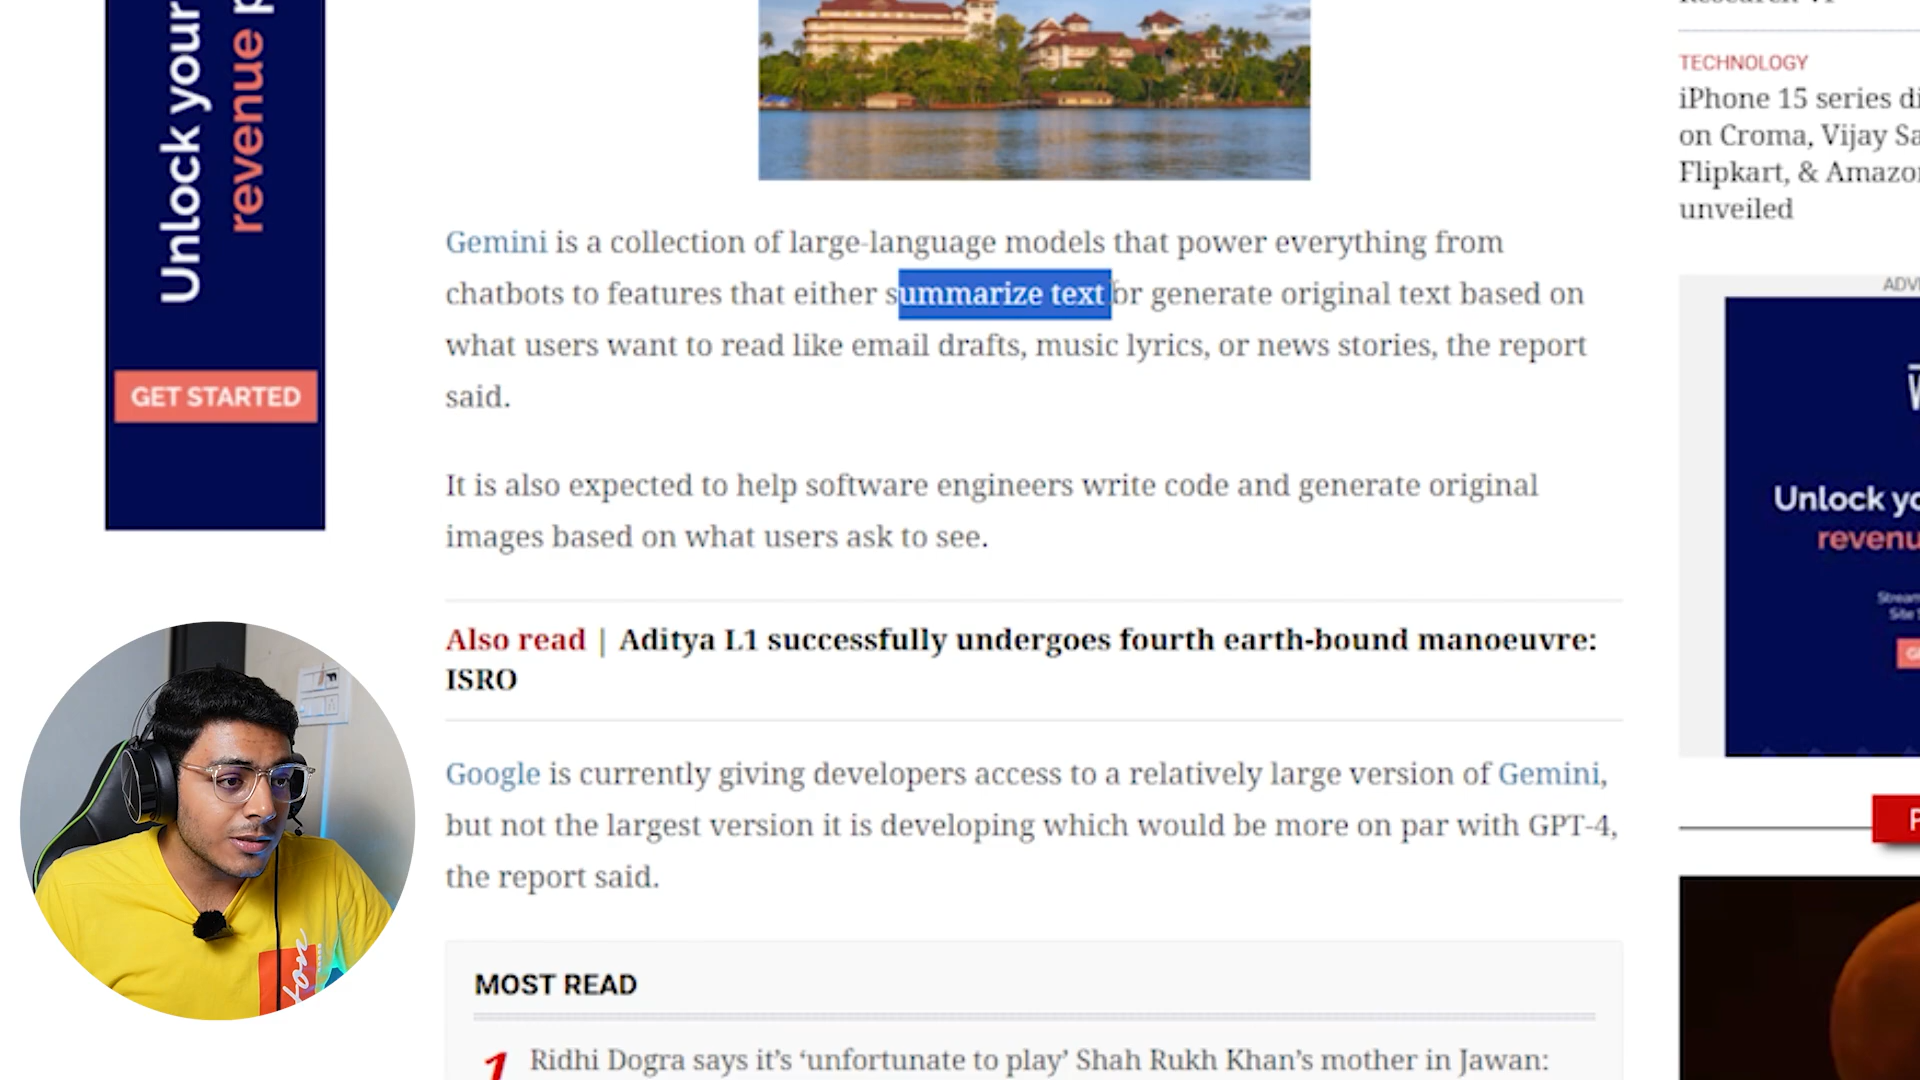 Unlock your
revenue
GET STARTED
Gemini is a collection of large-language models that power everything from
chatbots to features that either summarize text or generate original text based on
what users want to read like email drafts, music lyrics, or news stories, the report
said.
It is also expected to help software engineers write code and generate original
images based on what users ask to see.
Also read | Aditya L1 successfully undergoes fourth earth-bound manoeuvre:
ISRO
Google is currently giving developers access to a relatively large version of Gemini,
but not the largest version it is developing which would be more on par with GPT-4,
the report said.
MOST READ
1 Ridhi Dogra says it’s ‘unfortunate to play’ Shah Rukh Khan’s mother in Jawan:
TECHNOLOGY
iPhone 15 series di
on Croma, Vijay Sa
Flipkart, & Amazo
unveiled
ADV
Unlock yo
revenu
Site